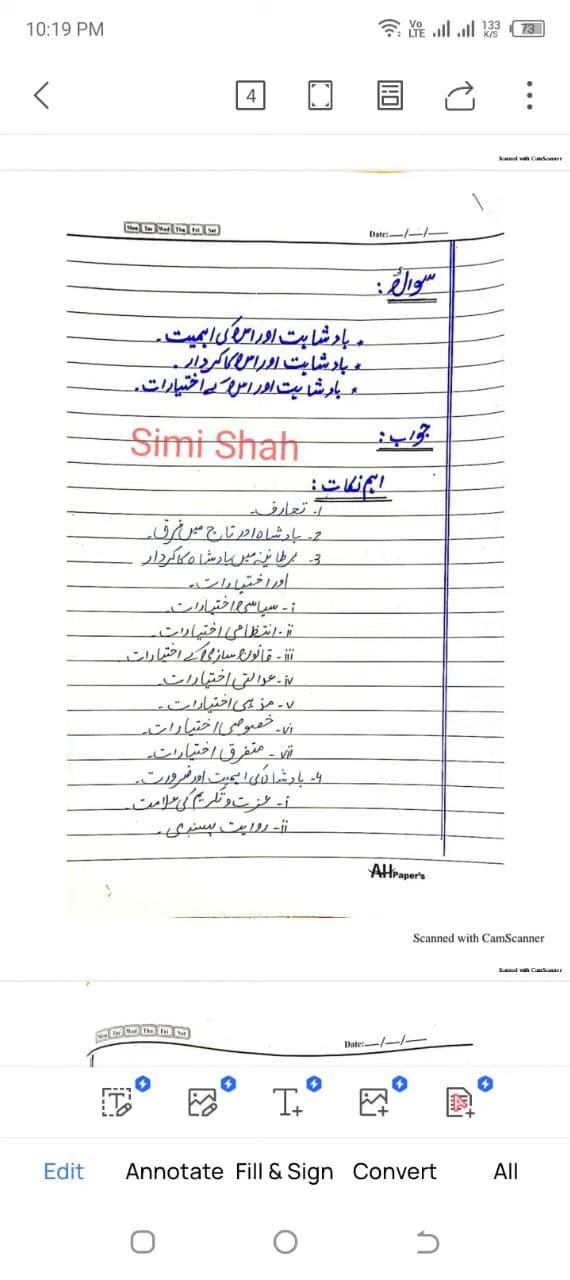 10:19 PM
Vo LTE 133 K/S 73
4
Scanned with CamScanner
Mon Tue Wed Thu Fri Sat
Date:—/—/—
سوال:
• بادشاہت اور اس کی اہمیت۔
• بادشاہت اور اس کا کردار۔
• بادشاہت اور اس کے اختیارات۔
جواب:
Simi Shah
اہم نکات:
1. تعارف۔
2۔ بادشاہ اور تاج میں فرق۔
3۔ برطانیہ میں بادشاہ کا کردار
اور اختیارات۔
i۔ سیاسی اختیارات۔
ii۔ انتظامی اختیارات۔
iii۔ قانون سازی کے اختیارات
iv۔ عدالتی اختیارات۔
v۔ مذہبی اختیارات۔
vi۔ خصوصی اختیارات۔
vii۔ متفرق اختیارات۔
4۔ بادشاہ کی اہمیت اور ضرورت۔
i۔ عزت و تکریم کی علامت۔
ii۔ روایت پسندی۔
AH Paper's
Scanned with CamScanner
Scanned with CamScanner
Mon Tue Wed Thu Fri Sat
Date:—/—/—
Edit Annotate Fill & Sign Convert All